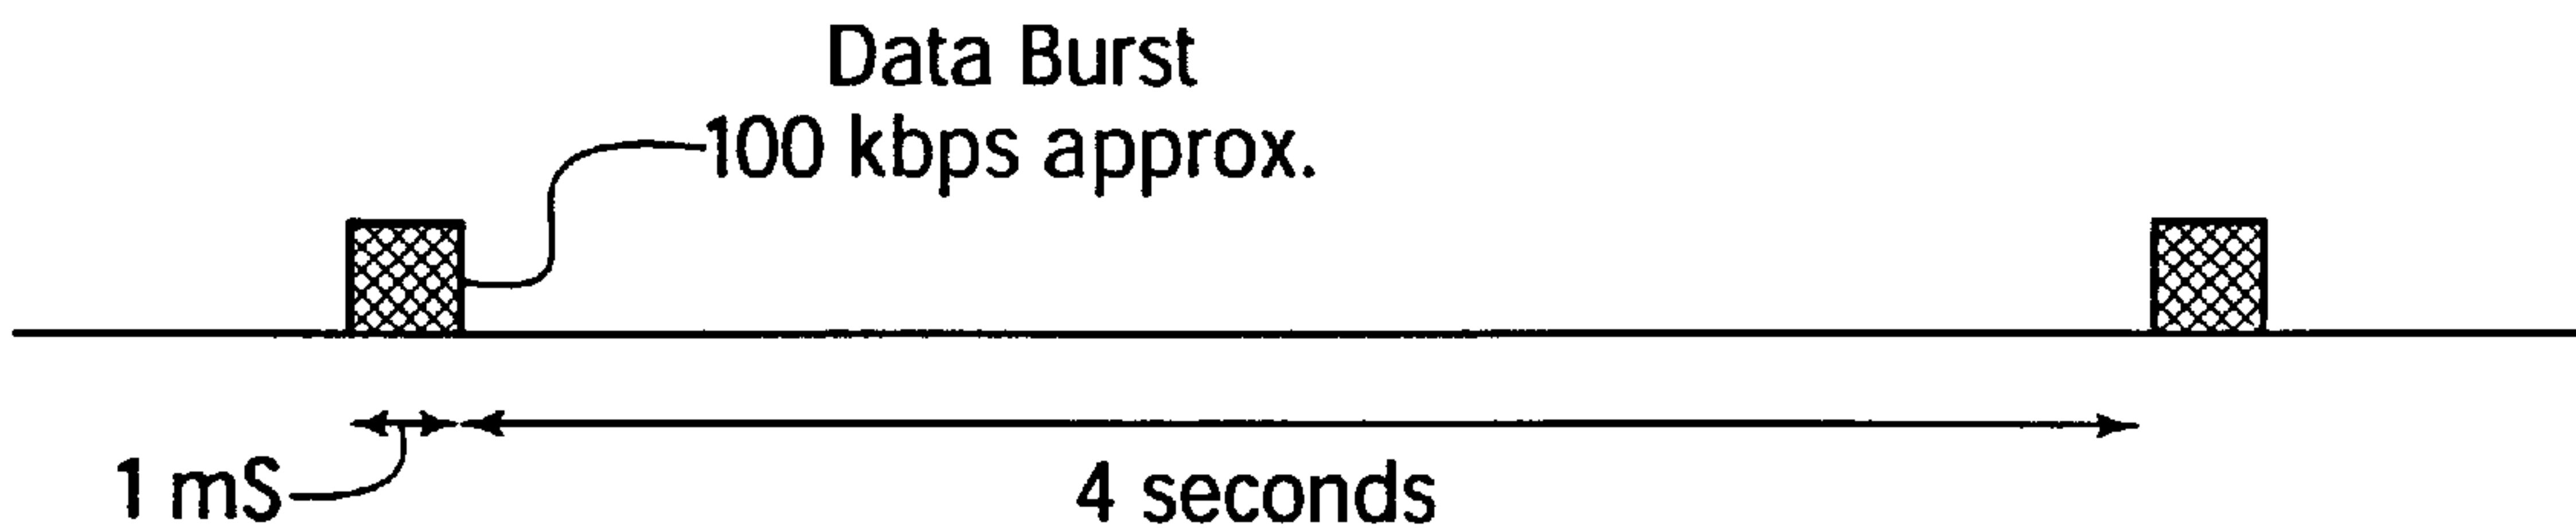 Data Burst
100 kbps approx.
1 mS
4 seconds